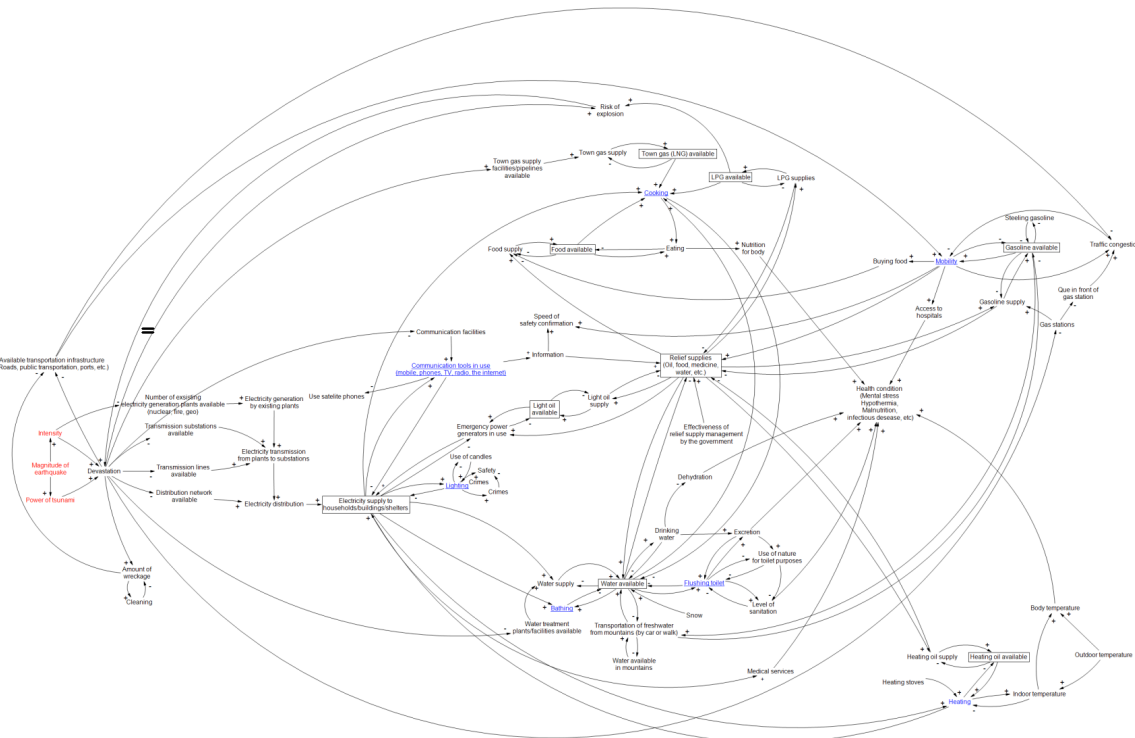 Risk of
explosion
Town gas supply
facilities/pipelines
available
Town gas supply
Town gas (LNG) available
LPG available
LPG supplies
Cooking
Steeling gasoline
Food supply
Food available
Eating
Nutrition
for body
Buying food
Mobility
Gasoline available
Traffic congestic
Que in front of
gas station
Gasoline supply
Gas stations
Access to
hospitals
Speed of
safety confirmation
Communication facilities
Information
Communication tools in use
(mobile, phones, TV, radio, the internet)
Relief supplies
(Oil, food, medicine,
water, etc.)
Available transportation infrastructure
Roads, public transportation, ports, etc.)
Use satelite phones
Light oil
available
Light oil
supply
Health condition
(Mental stress
Hypothermia,
Malnutrition,
infectious desease, etc)
Number of exsisting
electricity generation plants available
(nuclear, fire, geo)
Electricity generation
by existing plants
Emergency power
generators in use
Effectiveness of
relief supply management
by the government
Intensity
Transmission substations
available
Electricity transmission
from plants to substations
Use of candles
Safety
Crimes
Lighting
Crimes
Magnitude of
earthquake
Devastation
Transmission lines
available
Dehydration
Power of tsunami
Distribution network
available
Electricity distribution
Electricity supply to
households/buildings/shelters
Drinking
water
Excretion
Use of nature
for toilet purposes
Amount of
wreckage
Cleaning
Water supply
Water available
Flushing toilet
Bathing
Snow
Level of
sanitation
Water treatment
plants/facilities available
Transportation of freshwater
from mountains (by car or walk)
Water available
in mountains
Body temperature
Medical services
Heating oil supply
Heating oil available
Outdoor temperature
Heating stoves
Heating
Indoor temperature